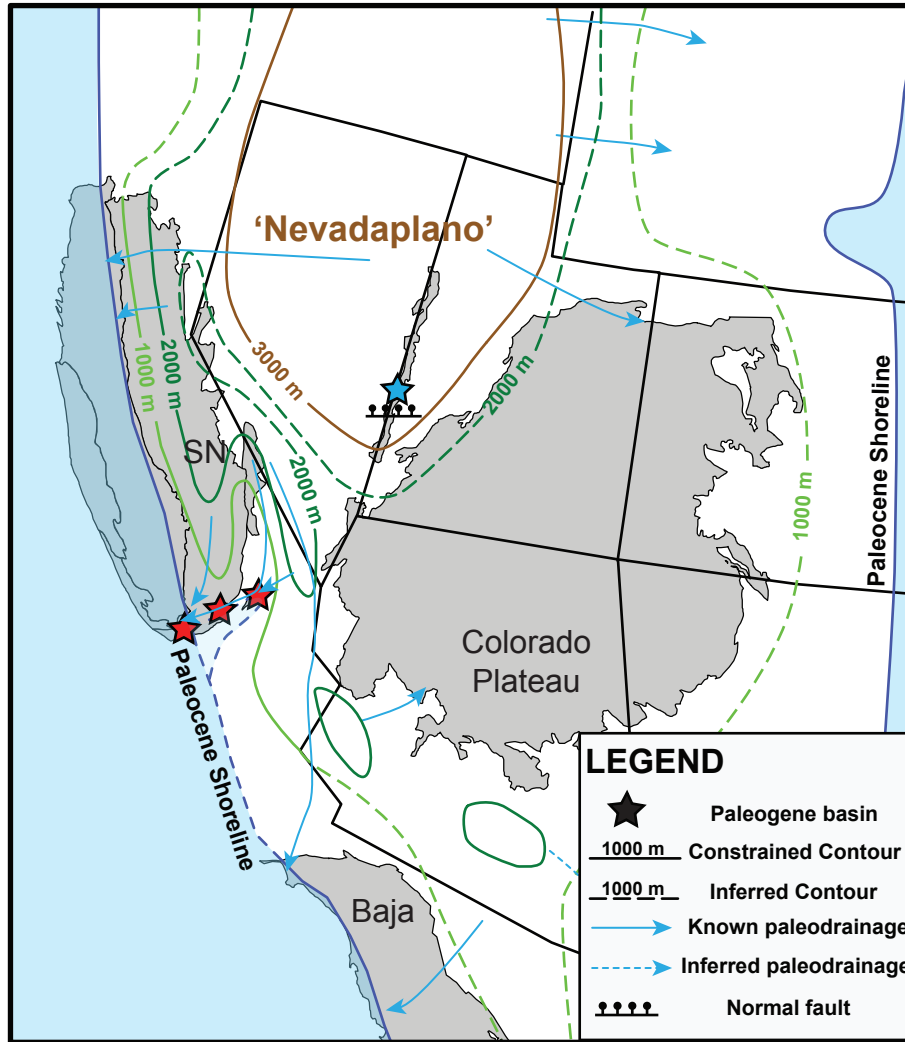 ‘Nevadaplano’
3000 m
2000 m
1000 m
2000 m
2000 m
SN
1000 m
Paleocene Shoreline
Colorado
Plateau
Paleocene Shoreline
Baja
LEGEND
Paleogene basin
1000 m Constrained Contour
1000 m Inferred Contour
Known paleodrainage
Inferred paleodrainage
Normal fault